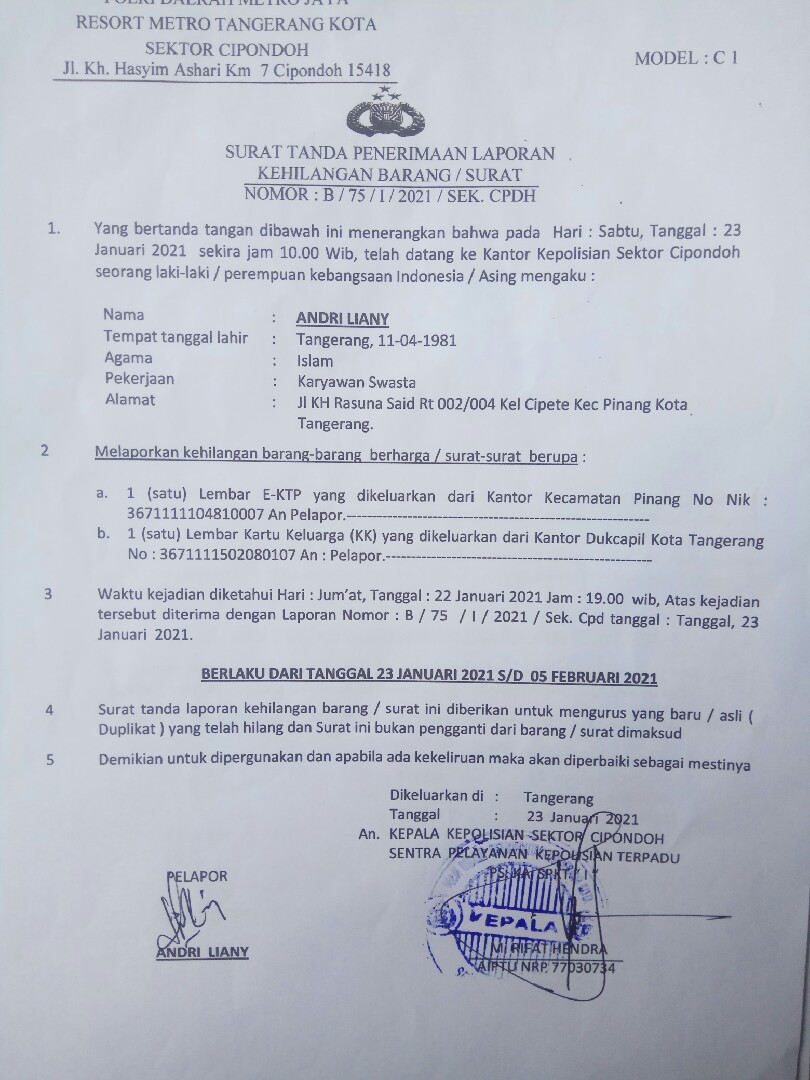 POLRI DAERAH METRO JAYA
RESORT METRO TANGERANG KOTA
SEKTOR CIPONDOH
Jl. Kh. Hasyim Ashari Km 7 Cipondoh 15418
MODEL : C 1
SURAT TANDA PENERIMAAN LAPORAN
KEHILANGAN BARANG / SURAT
NOMOR : B / 75 / I / 2021 / SEK. CPDH
1. Yang bertanda tangan dibawah ini menerangkan bahwa pada Hari : Sabtu, Tanggal : 23
Januari 2021 sekira jam 10.00 Wib, telah datang ke Kantor Kepolisian Sektor Cipondoh
seorang laki-laki / perempuan kebangsaan Indonesia / Asing mengaku :
Nama : ANDRI LIANY
Tempat tanggal lahir : Tangerang, 11-04-1981
Agama : Islam
Pekerjaan : Karyawan Swasta
Alamat : Jl KH Rasuna Said Rt 002/004 Kel Cipete Kec Pinang Kota
Tangerang.
2 Melaporkan kehilangan barang-barang berharga / surat-surat berupa :
a. 1 (satu) Lembar E-KTP yang dikeluarkan dari Kantor Kecamatan Pinang No Nik :
3671111104810007 An Pelapor.------------------------------------------------------------
b. 1 (satu) Lembar Kartu Keluarga (KK) yang dikeluarkan dari Kantor Dukcapil Kota Tangerang
No : 3671111502080107 An : Pelapor.-----------------------------------------------------
3 Waktu kejadian diketahui Hari : Jum'at, Tanggal : 22 Januari 2021 Jam : 19.00 wib, Atas kejadian
tersebut diterima dengan Laporan Nomor : B / 75 / I / 2021 / Sek. Cpd tanggal : Tanggal, 23
Januari 2021.
BERLAKU DARI TANGGAL 23 JANUARI 2021 S/D 05 FEBRUARI 2021
4 Surat tanda laporan kehilangan barang / surat ini diberikan untuk mengurus yang baru / asli (
Duplikat ) yang telah hilang dan Surat ini bukan pengganti dari barang / surat dimaksud
5 Demikian untuk dipergunakan dan apabila ada kekeliruan maka akan diperbaiki sebagai mestinya
Dikeluarkan di : Tangerang
Tanggal : 23 Januari 2021
An. KEPALA KEPOLISIAN SEKTOR CIPONDOH
SENTRA PELAYANAN KEPOLISIAN TERPADU
PS. KA SPKT " I "
PELAPOR
KEPALA
ANDRI LIANY
M. RIFAT HENDRA
AIPTU NRP. 77030734